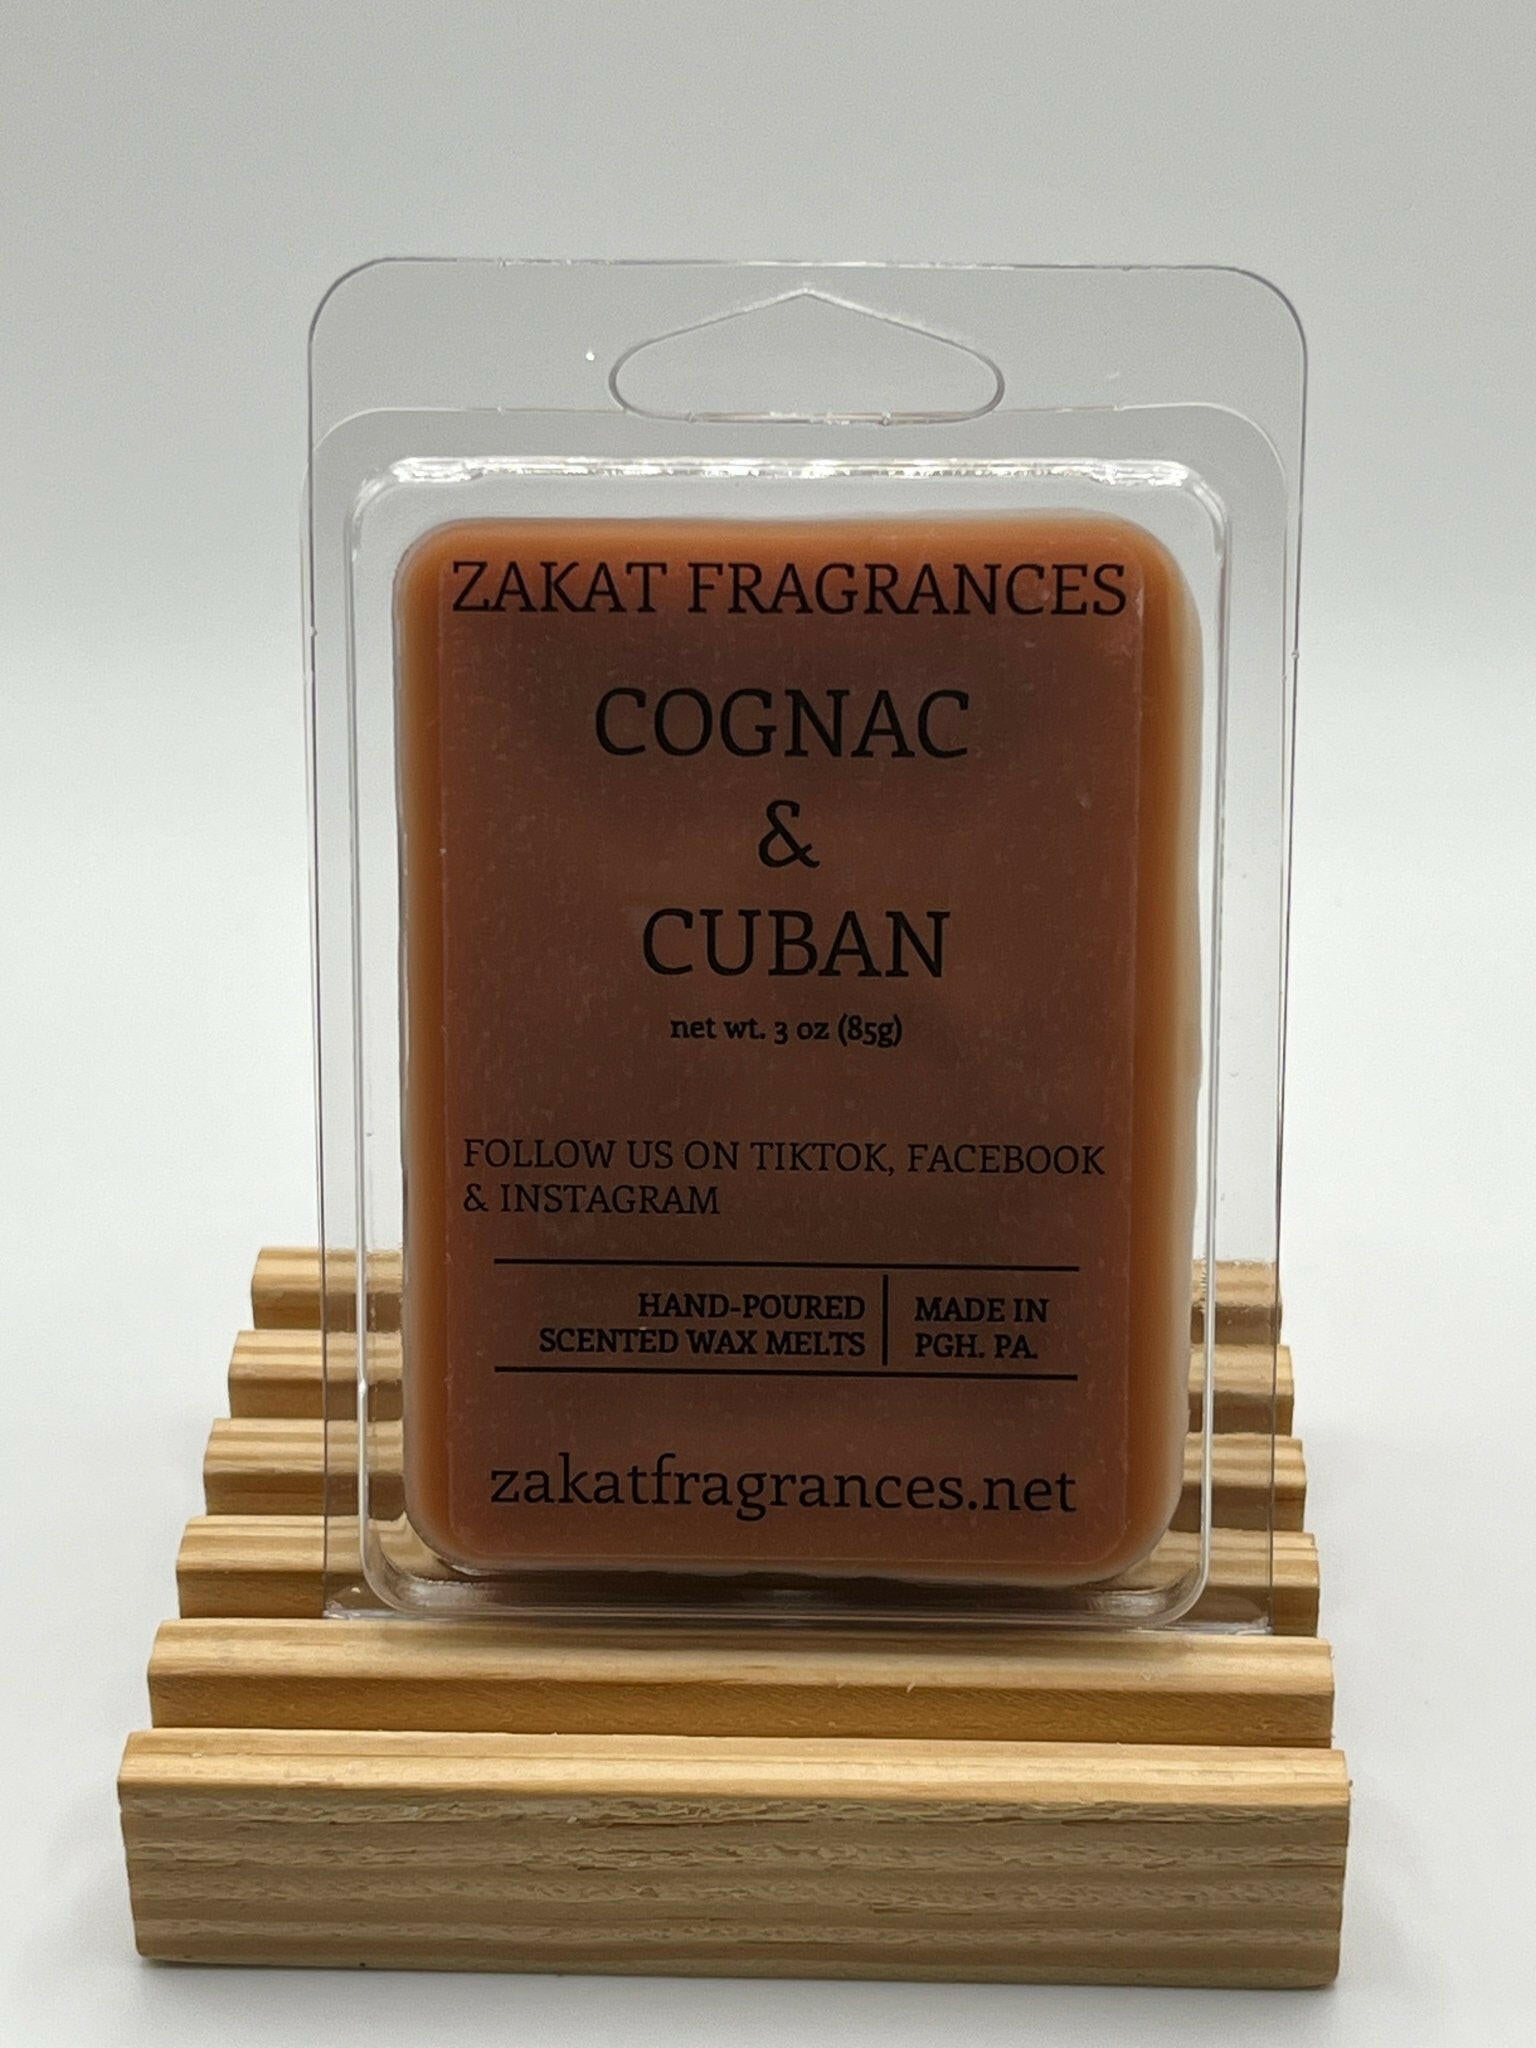 ZAKAT FRAGRANCES
COGNAC
&
CUBAN
net wt. 3 oz (85g)
FOLLOW US ON TIKTOK, FACEBOOK
& INSTAGRAM
HAND-POURED
SCENTED WAX MELTS
MADE IN
PGH. PA.
zakatfragrances.net